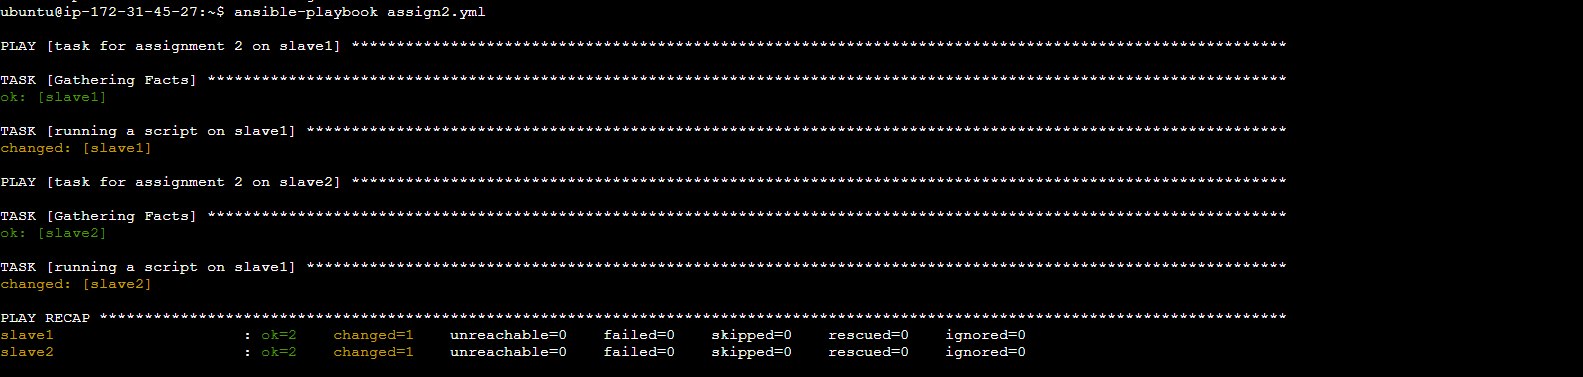 ubuntu@ip-172-31-45-27:~$ ansible-playbook assign2.yml
PLAY [task for assignment 2 on slave1] ********************************************************************************************************
TASK [Gathering Facts] ************************************************************************************************************************
ok: [slave1]
TASK [running a script on slave1] *************************************************************************************************************
changed: [slave1]
PLAY [task for assignment 2 on slave2] ********************************************************************************************************
TASK [Gathering Facts] ************************************************************************************************************************
ok: [slave2]
TASK [running a script on slave1] *************************************************************************************************************
changed: [slave2]
PLAY RECAP ************************************************************************************************************************************
slave1                     : ok=2    changed=1    unreachable=0    failed=0    skipped=0    rescued=0    ignored=0
slave2                     : ok=2    changed=1    unreachable=0    failed=0    skipped=0    rescued=0    ignored=0